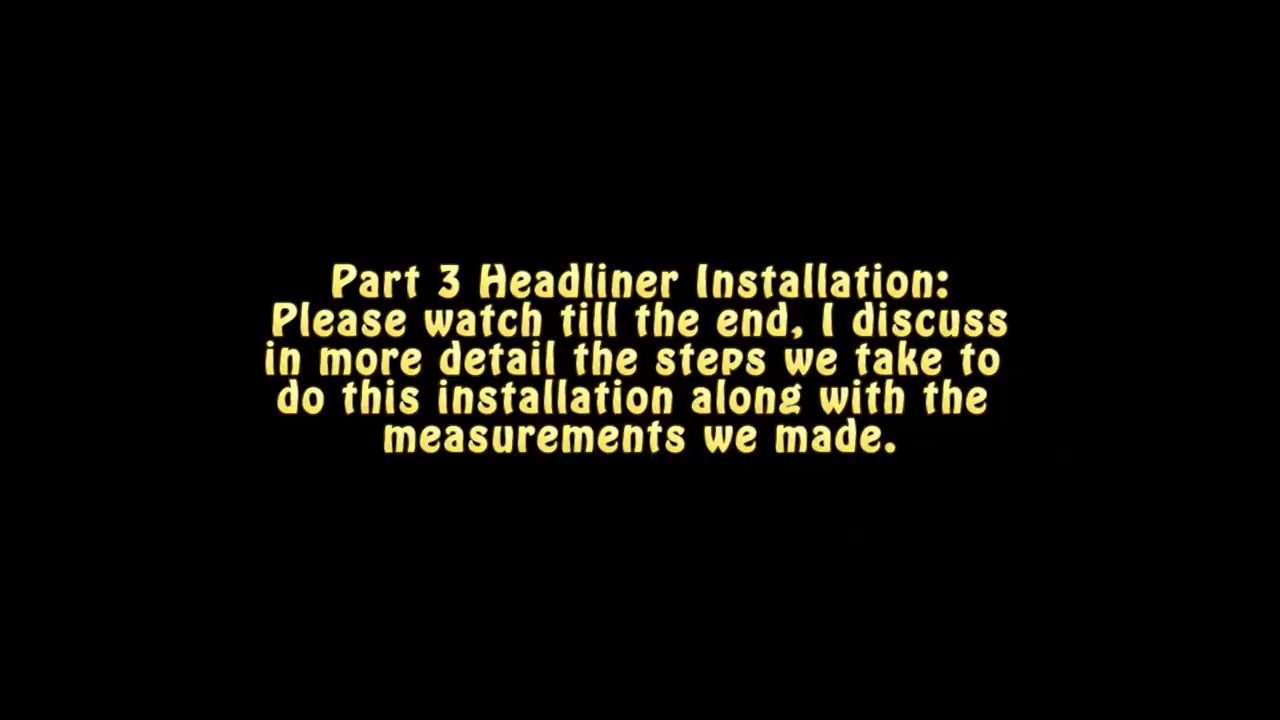 Part 3 Headliner Installation:
Please watch till the end, I discuss
in more detail the steps we take to
do this installation along with the
measurements we made.